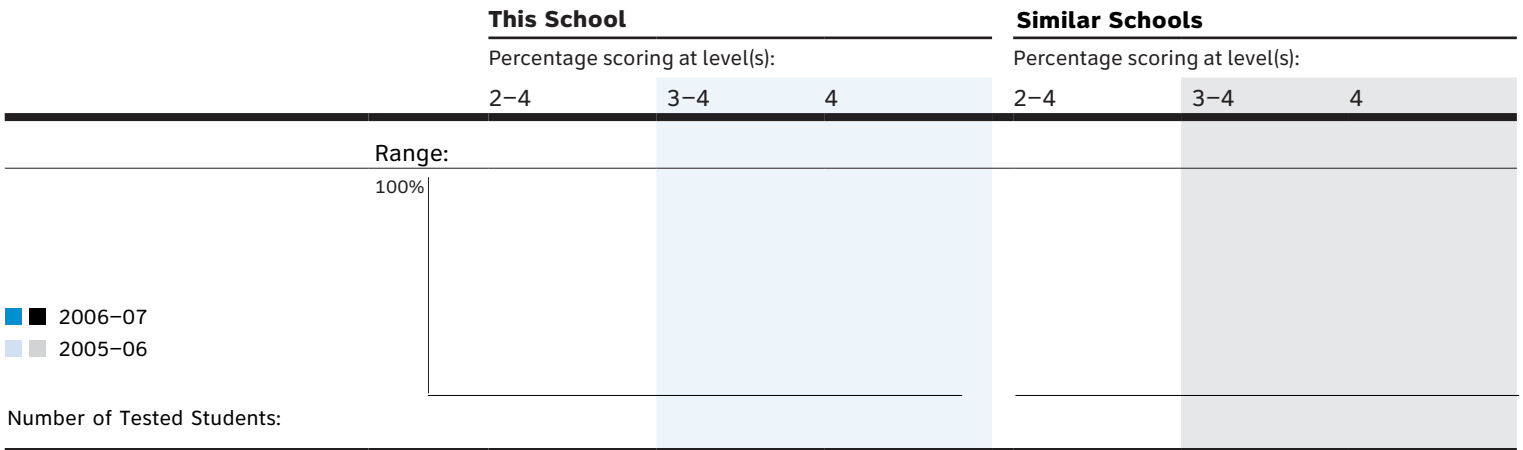 This School Similar Schools
Percentage scoring at level(s): Percentage scoring at level(s):
2–4 3–4 4 2–4 3–4 4
Range:
100%
2006–07
2005–06
Number of Tested Students: